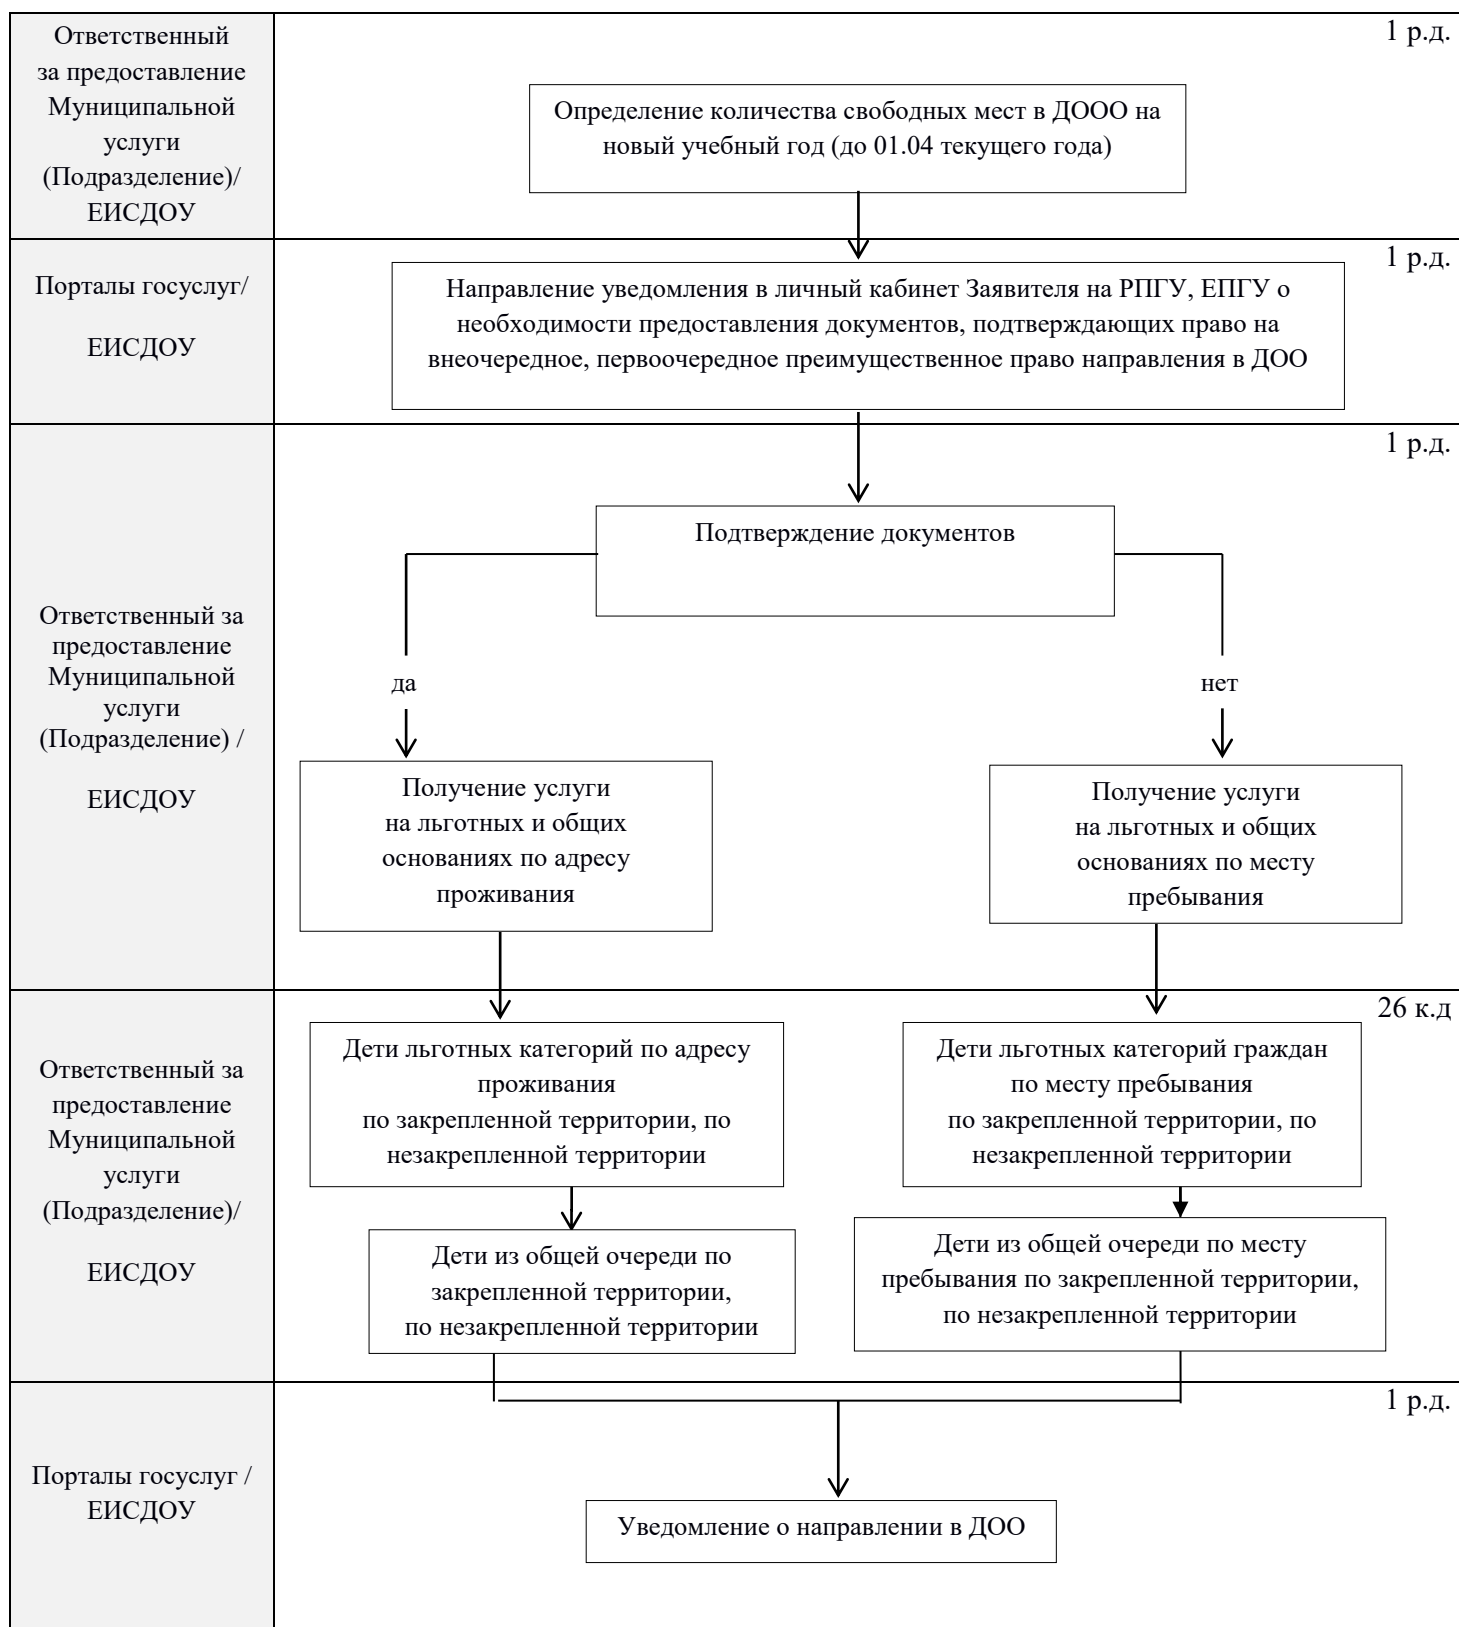 Ответственный
за предоставление
Муниципальной
услуги
(Подразделение)/
ЕИСДОУ
1 р.д.
Определение количества свободных мест в ДООО на
новый учебный год (до 01.04 текущего года)
Порталы госуслуг/
ЕИСДОУ
1 р.д.
Направление уведомления в личный кабинет Заявителя на РПГУ, ЕПГУ о
необходимости предоставления документов, подтверждающих право на
внеочередное, первоочередное преимущественное право направления в ДОО
Ответственный за
предоставление
Муниципальной
услуги
(Подразделение) /
ЕИСДОУ
1 р.д.
Подтверждение документов
да
нет
Получение услуги
на льготных и общих
основаниях по адресу
проживания
Получение услуги
на льготных и общих
основаниях по месту
пребывания
Ответственный за
предоставление
Муниципальной
услуги
(Подразделение)/
ЕИСДОУ
26 к.д
Дети льготных категорий по адресу
проживания
по закрепленной территории, по
незакрепленной территории
Дети льготных категорий граждан
по месту пребывания
по закрепленной территории, по
незакрепленной территории
Дети из общей очереди по
закрепленной территории,
по незакрепленной территории
Дети из общей очереди по месту
пребывания по закрепленной территории,
по незакрепленной территории
Порталы госуслуг /
ЕИСДОУ
1 р.д.
Уведомление о направлении в ДОО